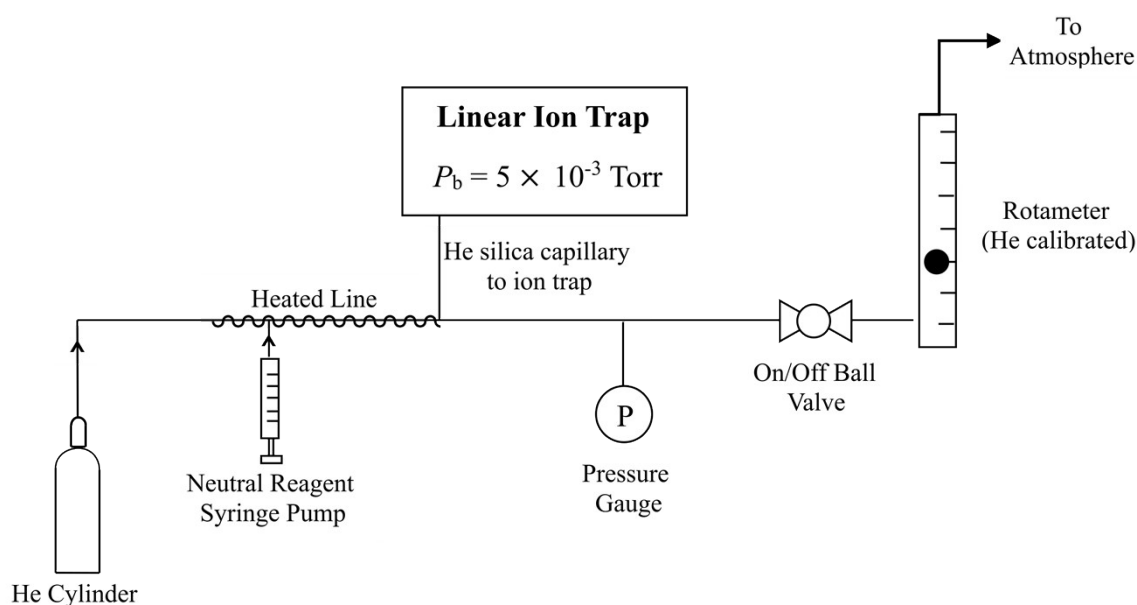 To
Atmosphere
Linear Ion Trap
P_b = 5 × 10^-3 Torr
Rotameter
(He calibrated)
He silica capillary
to ion trap
Heated Line
On/Off Ball
Valve
P
Pressure
Gauge
Neutral Reagent
Syringe Pump
He Cylinder